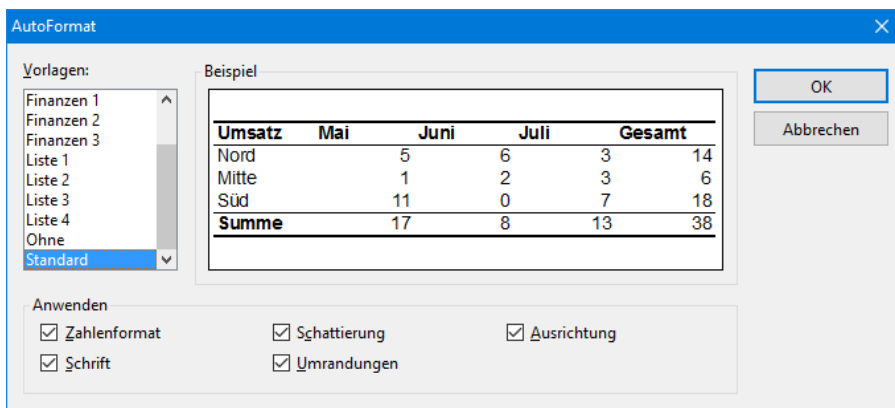 AutoFormat
Vorlagen:
Finanzen 1
Finanzen 2
Finanzen 3
Liste 1
Liste 2
Liste 3
Liste 4
Ohne
Standard
Beispiel
Umsatz Mai Juni Juli Gesamt
Nord 5 6 3 14
Mitte 1 2 3 6
Süd 11 0 7 18
Summe 17 8 13 38
OK
Abbrechen
Anwenden
Zahlenformat Schattierung Ausrichtung
Schrift Umrandungen